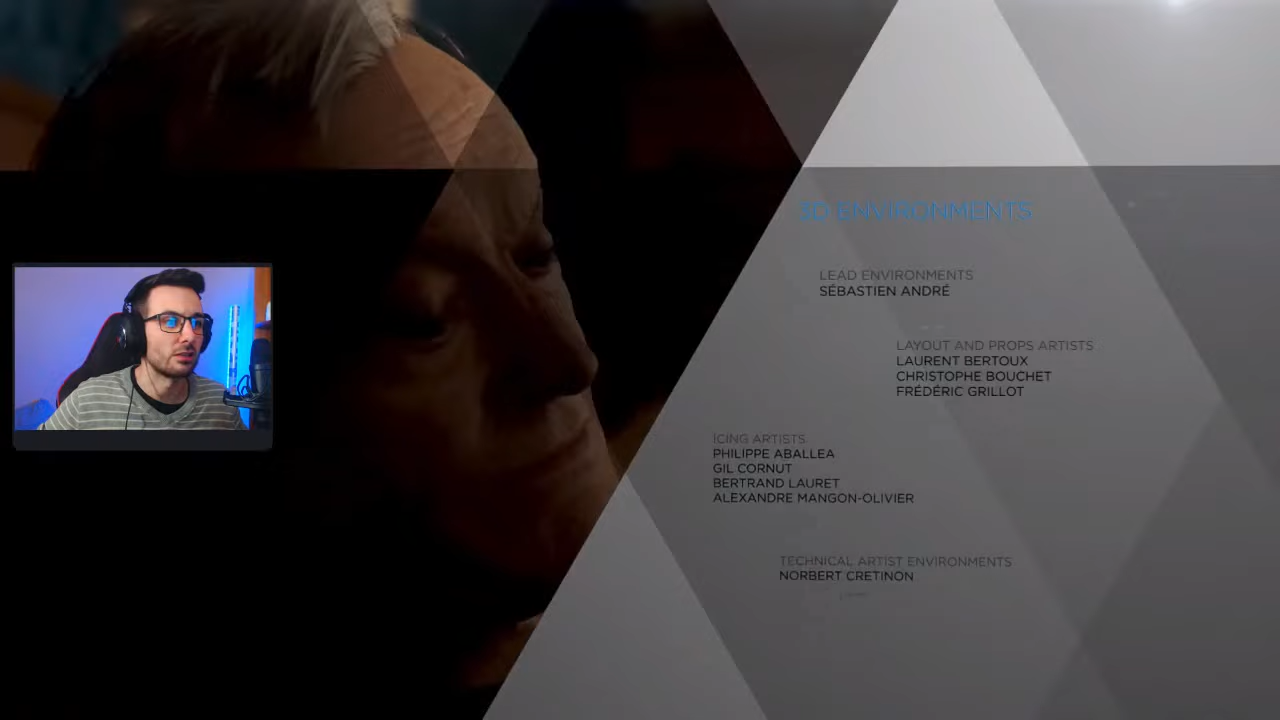 3D ENVIRONMENTS
LEAD ENVIRONMENTS
SÉBASTIEN ANDRÉ
LAYOUT AND PROPS ARTISTS
LAURENT BERTOUX
CHRISTOPHE BOUCHET
FRÉDÉRIC GRILLOT
ICING ARTISTS
PHILIPPE ABALLEA
GIL CORNUT
BERTRAND LAURET
ALEXANDRE MANGON-OLIVIER
TECHNICAL ARTIST ENVIRONMENTS
NORBERT CRETINON